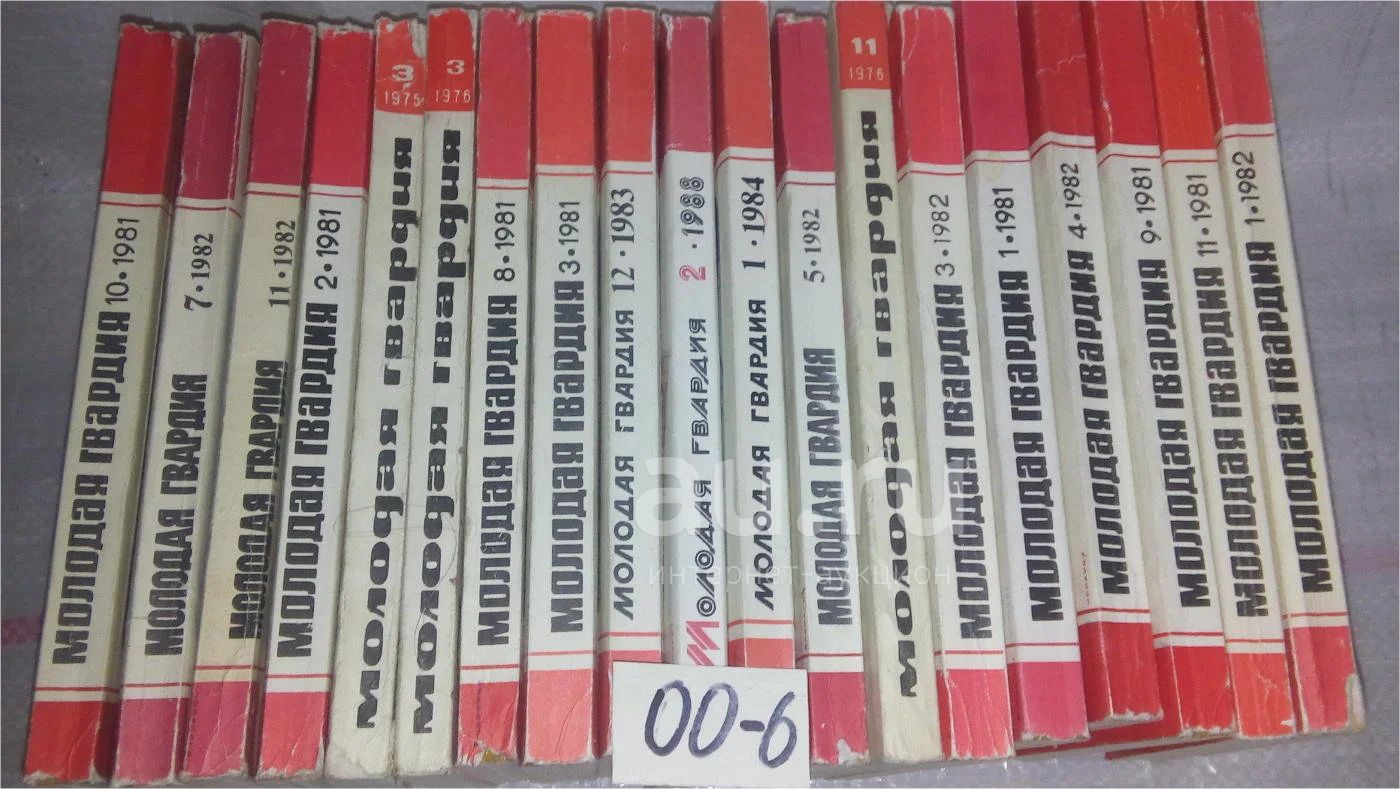 МОЛОДАЯ ГВАРДИЯ 10·1981
МОЛОДАЯ ГВАРДИЯ 7·1982
МОЛОДАЯ ГВАРДИЯ 11·1982
МОЛОДАЯ ГВАРДИЯ 2·1981
3
1975
молодая гвардия
3
1976
молодая гвардия
МОЛОДАЯ ГВАРДИЯ 8·1981
МОЛОДАЯ ГВАРДИЯ 3·1981
МОЛОДАЯ ГВАРДИЯ 12·1983
МОЛОДАЯ ГВАРДИЯ 2·1988
МОЛОДАЯ ГВАРДИЯ 1·1984
МОЛОДАЯ ГВАРДИЯ 5·1982
11
1976
молодая гвардия
МОЛОДАЯ ГВАРДИЯ 3·1982
МОЛОДАЯ ГВАРДИЯ 1·1981
МОЛОДАЯ ГВАРДИЯ 4·1982
МОЛОДАЯ ГВАРДИЯ 9·1981
МОЛОДАЯ ГВАРДИЯ 11·1981
МОЛОДАЯ ГВАРДИЯ 1·1982
au.ru
интернет-аукцион
00-6